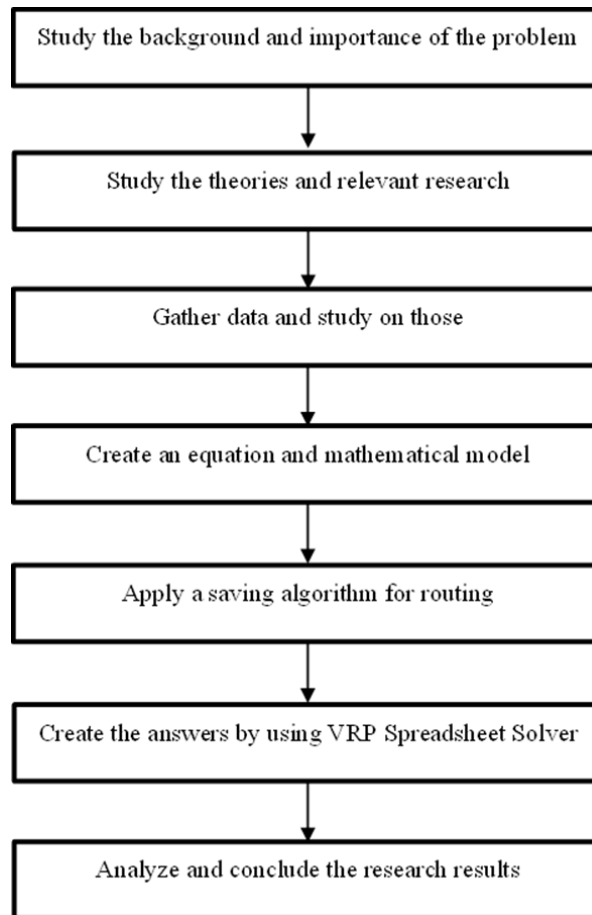 Study the background and importance of the problem
Study the theories and relevant research
Gather data and study on those
Create an equation and mathematical model
Apply a saving algorithm for routing
Create the answers by using VRP Spreadsheet Solver
Analyze and conclude the research results